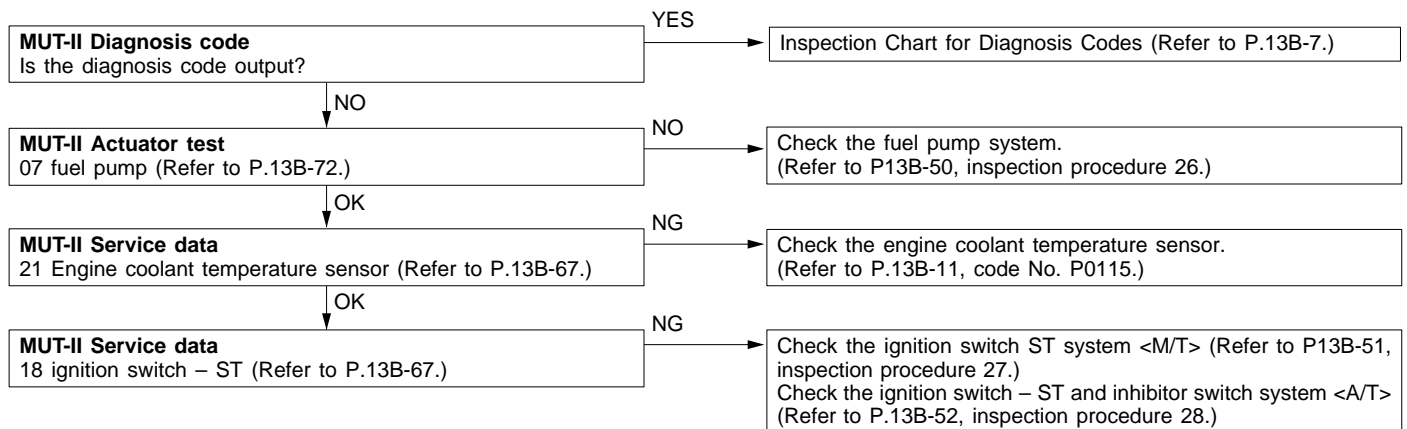 MUT-II Diagnosis code
Is the diagnosis code output?
YES
Inspection Chart for Diagnosis Codes (Refer to P.13B-7.)
NO
MUT-II Actuator test
07 fuel pump (Refer to P.13B-72.)
NO
Check the fuel pump system.
(Refer to P13B-50, inspection procedure 26.)
OK
MUT-II Service data
21 Engine coolant temperature sensor (Refer to P.13B-67.)
NG
Check the engine coolant temperature sensor.
(Refer to P.13B-11, code No. P0115.)
OK
MUT-II Service data
18 ignition switch – ST (Refer to P.13B-67.)
NG
Check the ignition switch ST system <M/T> (Refer to P13B-51,
inspection procedure 27.)
Check the ignition switch – ST and inhibitor switch system <A/T>
(Refer to P.13B-52, inspection procedure 28.)